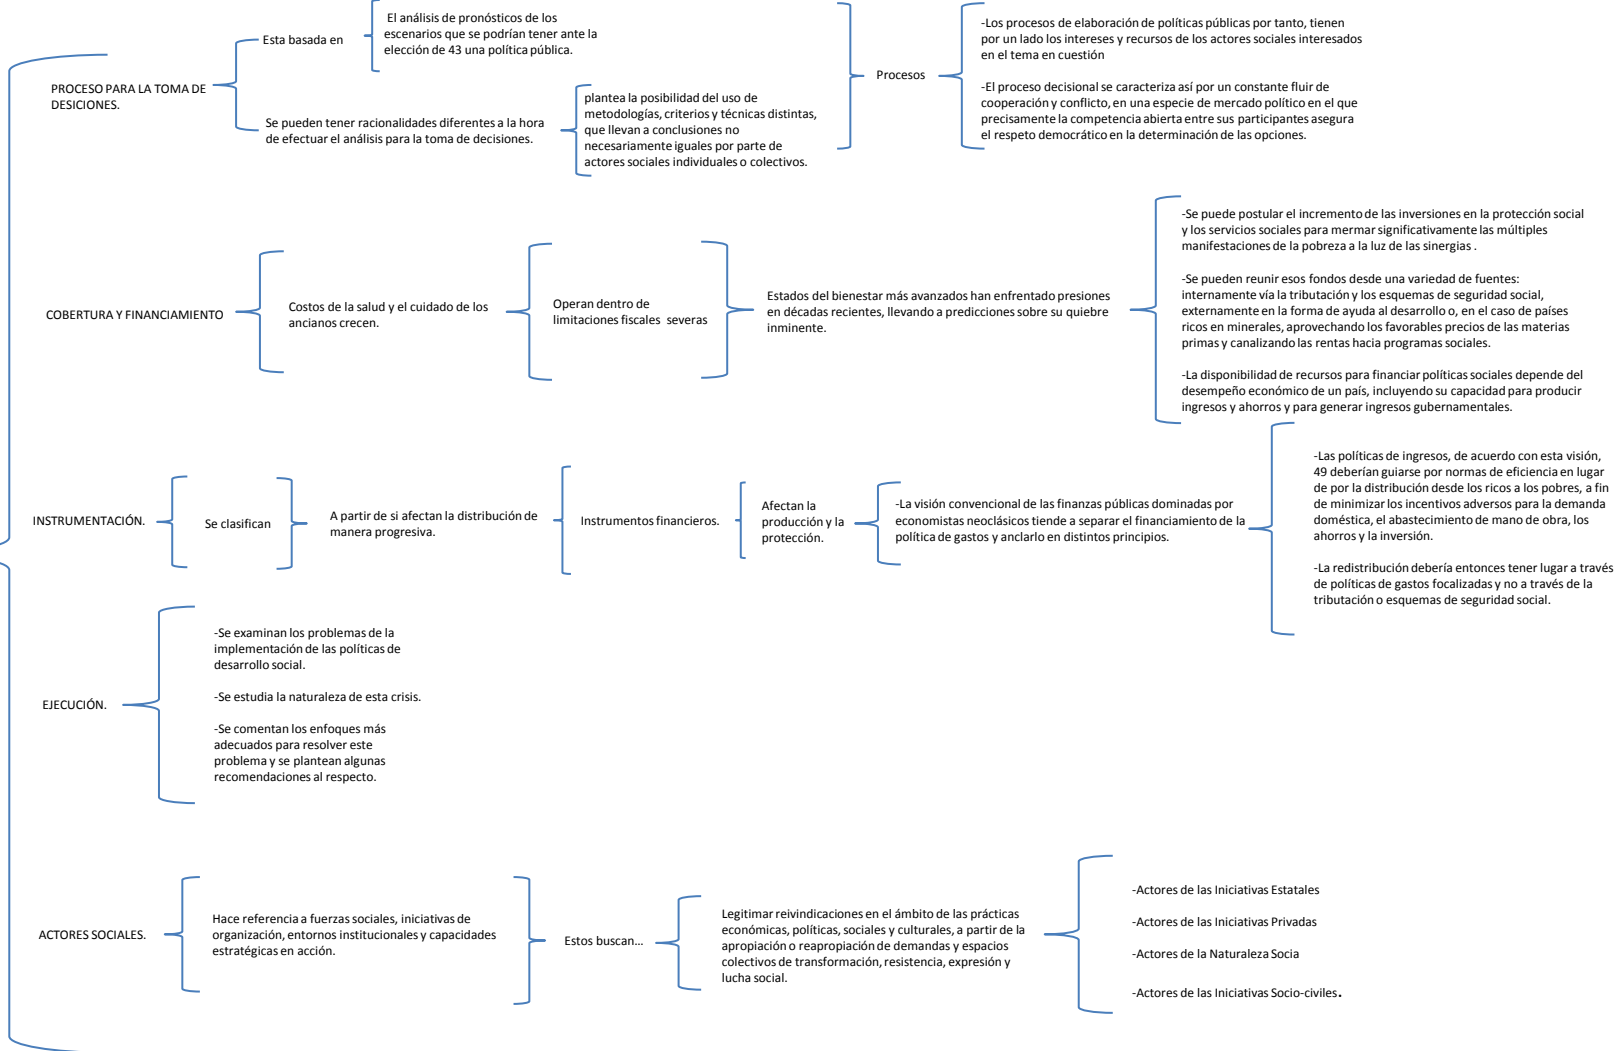 PROCESO PARA LA TOMA DE
DESICIONES.
Esta basada en
El análisis de pronósticos de los
escenarios que se podrían tener ante la
elección de 43 una política pública.
Se pueden tener racionalidades diferentes a la hora
de efectuar el análisis para la toma de decisiones.
plantea la posibilidad del uso de
metodologías, criterios y técnicas distintas,
que llevan a conclusiones no
necesariamente iguales por parte de
actores sociales individuales o colectivos.
Procesos
-Los procesos de elaboración de políticas públicas por tanto, tienen
por un lado los intereses y recursos de los actores sociales interesados
en el tema en cuestión
-El proceso decisional se caracteriza así por un constante fluir de
cooperación y conflicto, en una especie de mercado político en el que
precisamente la competencia abierta entre sus participantes asegura
el respeto democrático en la determinación de las opciones.
COBERTURA Y FINANCIAMIENTO
Costos de la salud y el cuidado de los
ancianos crecen.
Operan dentro de
limitaciones fiscales severas
Estados del bienestar más avanzados han enfrentado presiones
en décadas recientes, llevando a predicciones sobre su quiebre
inminente.
-Se puede postular el incremento de las inversiones en la protección social
y los servicios sociales para mermar significativamente las múltiples
manifestaciones de la pobreza a la luz de las sinergias .
-Se pueden reunir esos fondos desde una variedad de fuentes:
internamente vía la tributación y los esquemas de seguridad social,
externamente en la forma de ayuda al desarrollo o, en el caso de países
ricos en minerales, aprovechando los favorables precios de las materias
primas y canalizando las rentas hacia programas sociales.
-La disponibilidad de recursos para financiar políticas sociales depende del
desempeño económico de un país, incluyendo su capacidad para producir
ingresos y ahorros y para generar ingresos gubernamentales.
INSTRUMENTACIÓN.
Se clasifican
A partir de si afectan la distribución de
manera progresiva.
Instrumentos financieros.
Afectan la
producción y la
protección.
-La visión convencional de las finanzas públicas dominadas por
economistas neoclásicos tiende a separar el financiamiento de la
política de gastos y anclarlo en distintos principios.
-Las políticas de ingresos, de acuerdo con esta visión,
49 deberían guiarse por normas de eficiencia en lugar
de por la distribución desde los ricos a los pobres, a fin
de minimizar los incentivos adversos para la demanda
doméstica, el abastecimiento de mano de obra, los
ahorros y la inversión.
-La redistribución debería entonces tener lugar a través
de políticas de gastos focalizadas y no a través de la
tributación o esquemas de seguridad social.
EJECUCIÓN.
-Se examinan los problemas de la
implementación de las políticas de
desarrollo social.
-Se estudia la naturaleza de esta crisis.
-Se comentan los enfoques más
adecuados para resolver este
problema y se plantean algunas
recomendaciones al respecto.
ACTORES SOCIALES.
Hace referencia a fuerzas sociales, iniciativas de
organización, entornos institucionales y capacidades
estratégicas en acción.
Estos buscan...
Legitimar reivindicaciones en el ámbito de las prácticas
económicas, políticas, sociales y culturales, a partir de la
apropiación o reapropiación de demandas y espacios
colectivos de transformación, resistencia, expresión y
lucha social.
-Actores de las Iniciativas Estatales
-Actores de las Iniciativas Privadas
-Actores de la Naturaleza Socia
-Actores de las Iniciativas Socio-civiles.